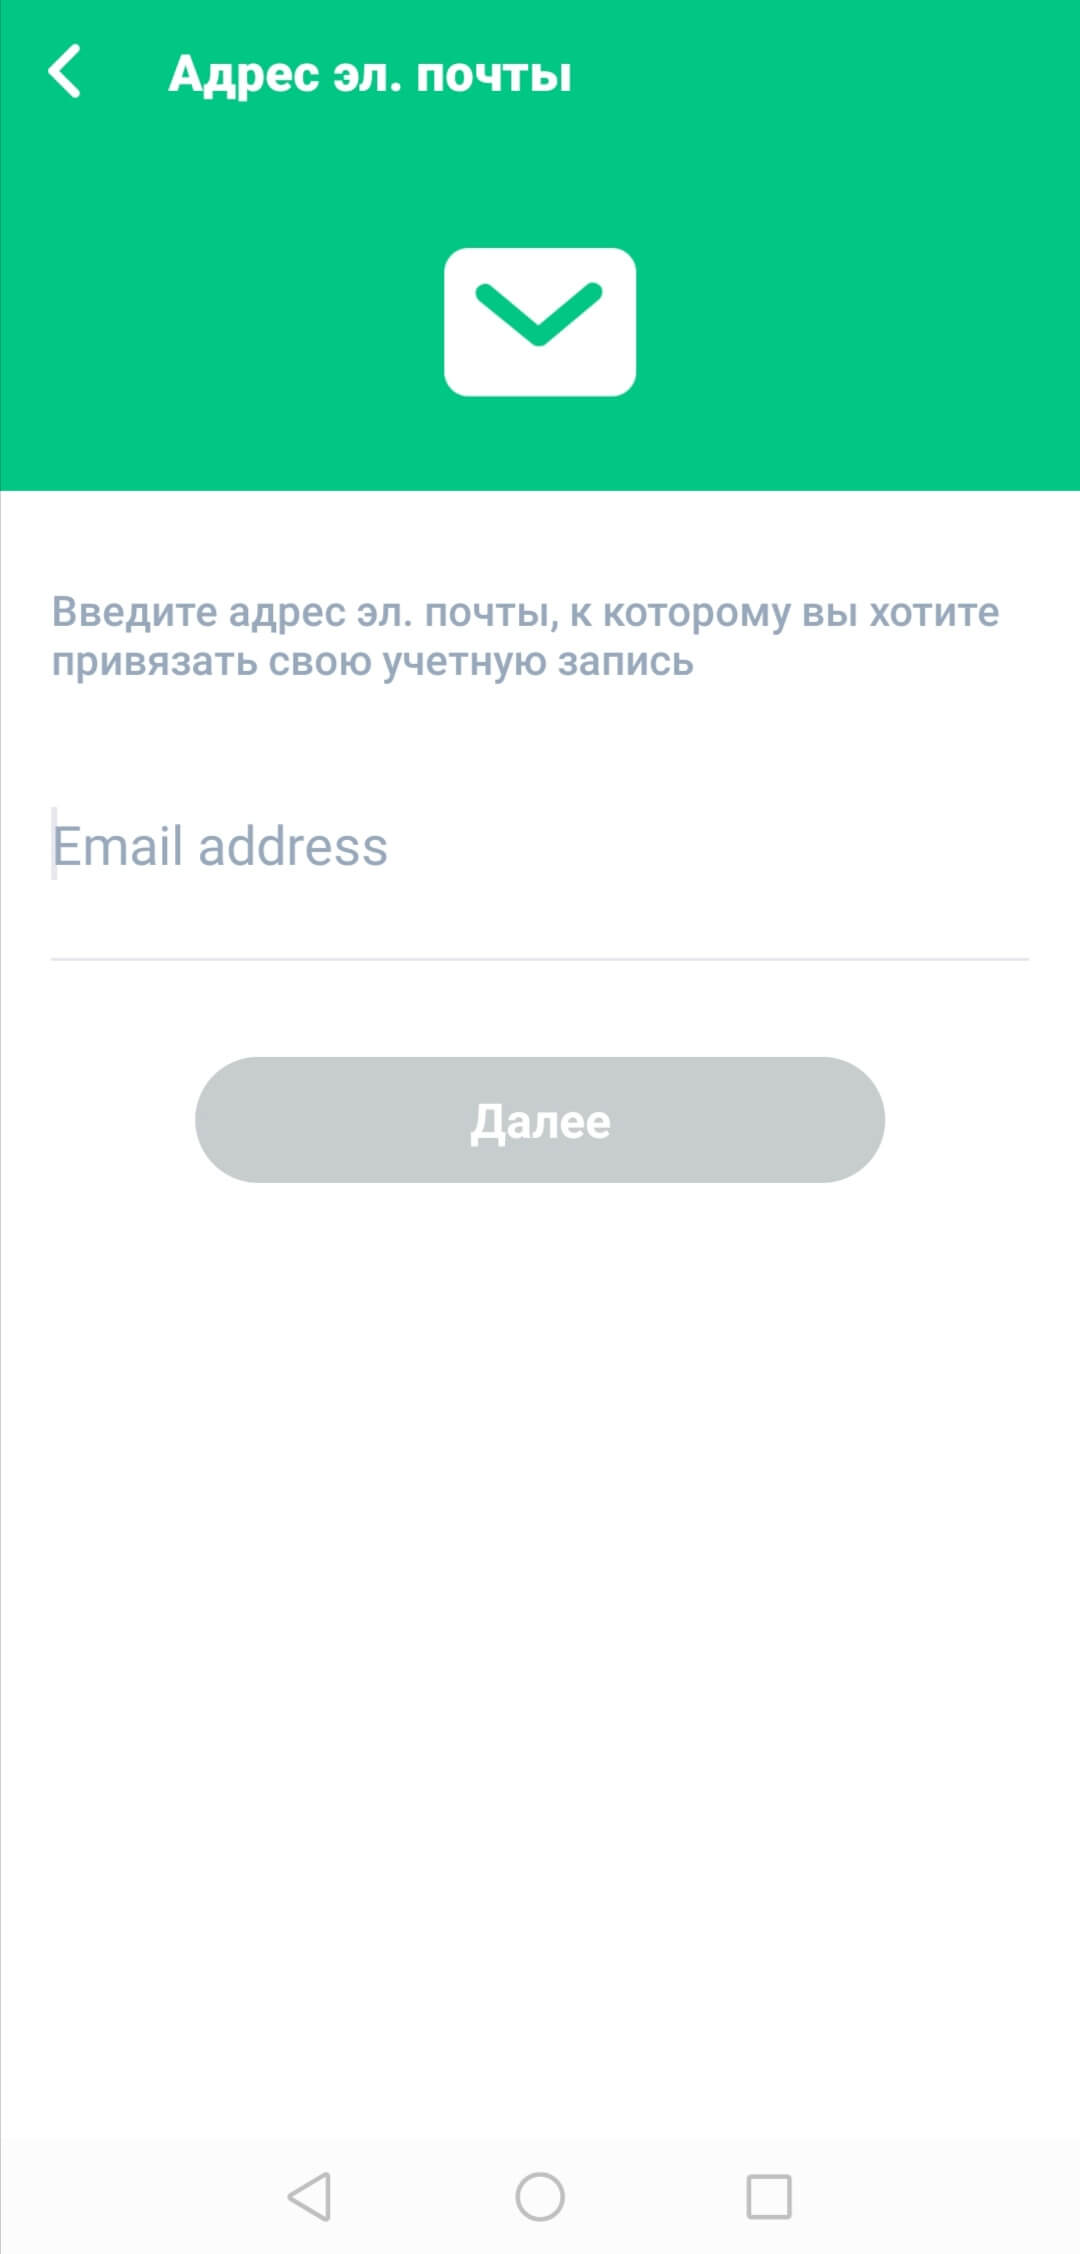 Адрес эл. почты
Введите адрес эл. почты, к которому вы хотите
привязать свою учетную запись
Email address
Далее